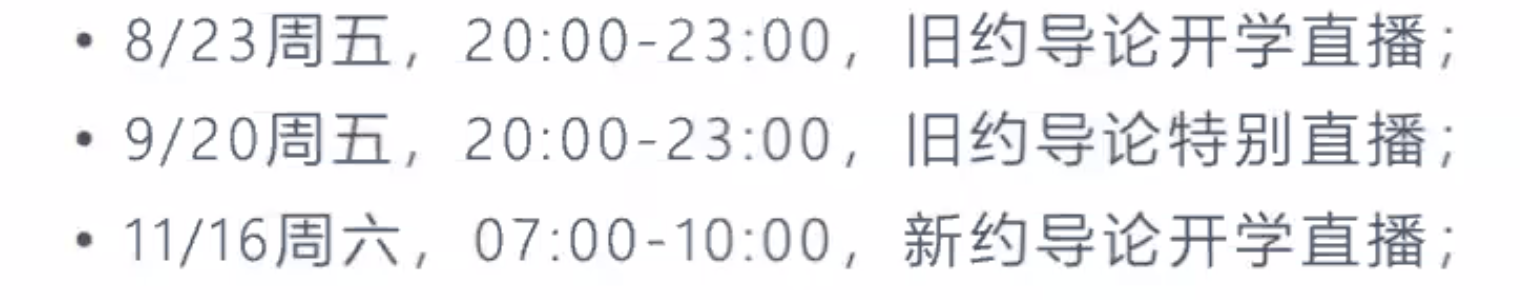 • 8/23周五，20:00-23:00，旧约导论开学直播；
• 9/20周五，20:00-23:00，旧约导论特别直播；
• 11/16周六，07:00-10:00，新约导论开学直播；